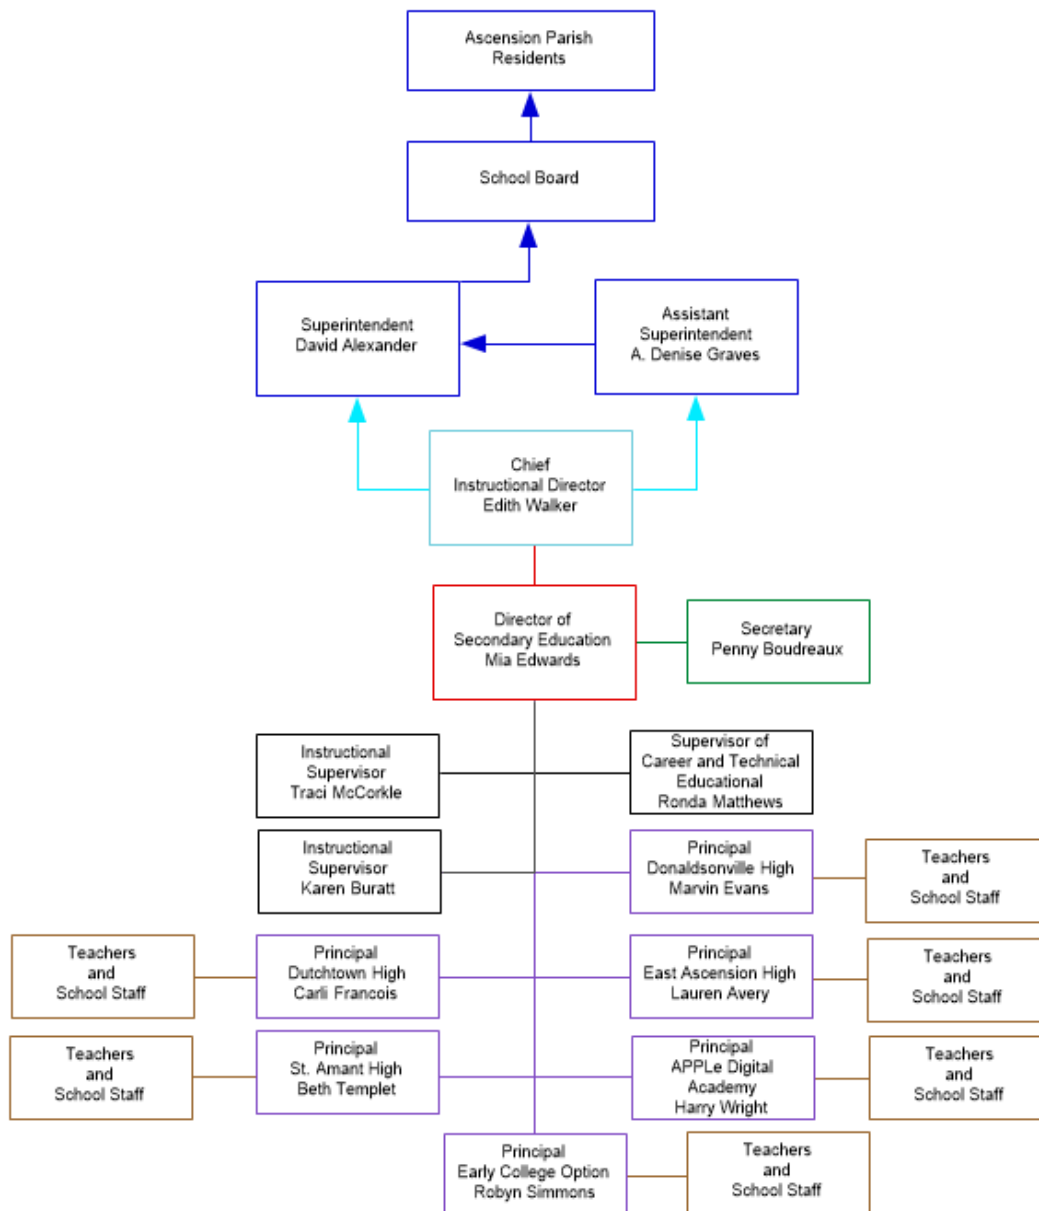 Ascension Parish
Residents
School Board
Superintendent
David Alexander
Assistant
Superintendent
A. Denise Graves
Chief
Instructional Director
Edith Walker
Director of
Secondary Education
Mia Edwards
Secretary
Penny Boudreaux
Instructional
Supervisor
Traci McCorkle
Supervisor of
Career and Technical
Educational
Ronda Matthews
Instructional
Supervisor
Karen Buratt
Principal
Donaldsonville High
Marvin Evans
Teachers
and
School Staff
Teachers
and
School Staff
Principal
Dutchtown High
Carli Francois
Principal
East Ascension High
Lauren Avery
Teachers
and
School Staff
Teachers
and
School Staff
Principal
St. Amant High
Beth Templet
Principal
APPLe Digital
Academy
Harry Wright
Teachers
and
School Staff
Principal
Early College Option
Robyn Simmons
Teachers
and
School Staff